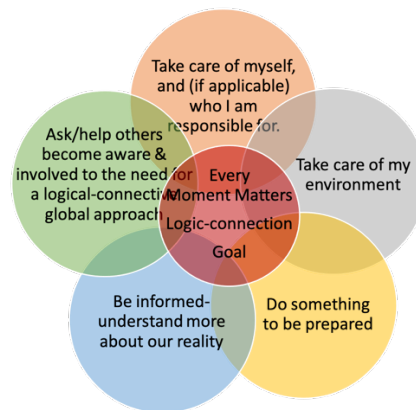 Take care of myself,
and (if applicable)
who I am
responsible for.
Ask/help others
become aware &
involved to the need for
a logical-connective
global approach
Every
Moment Matters
Logic-connection
Goal
Take care of my
environment
Be informed-
understand more
about our reality
Do something
to be prepared